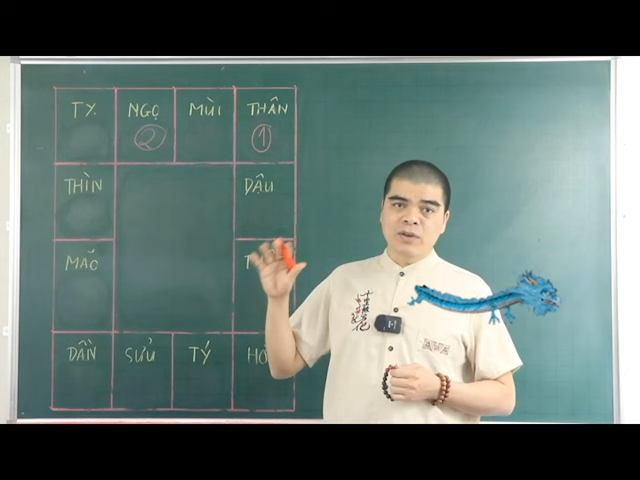 TỴ NGỌ MÙI THÂN
2 1
THÌN DẬU
MÃO
DẦN SỬU TÝ